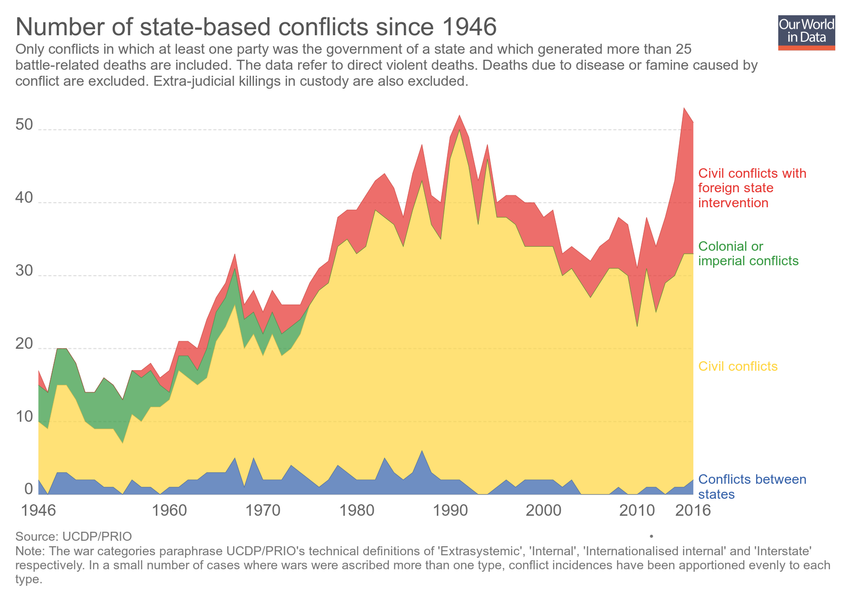 Number of state-based conflicts since 1946
Our World
in Data
Only conflicts in which at least one party was the government of a state and which generated more than 25
battle-related deaths are included. The data refer to direct violent deaths. Deaths due to disease or famine caused by
conflict are excluded. Extra-judicial killings in custody are also excluded.
50
40
30
20
10
0
Civil conflicts with
foreign state
intervention
Colonial or
imperial conflicts
Civil conflicts
Conflicts between
states
1946 1960 1970 1980 1990 2000 2010 2016
Source: UCDP/PRIO
Note: The war categories paraphrase UCDP/PRIO's technical definitions of 'Extrasystemic', 'Internal', 'Internationalised internal' and 'Interstate'
respectively. In a small number of cases where wars were ascribed more than one type, conflict incidences have been apportioned evenly to each
type.